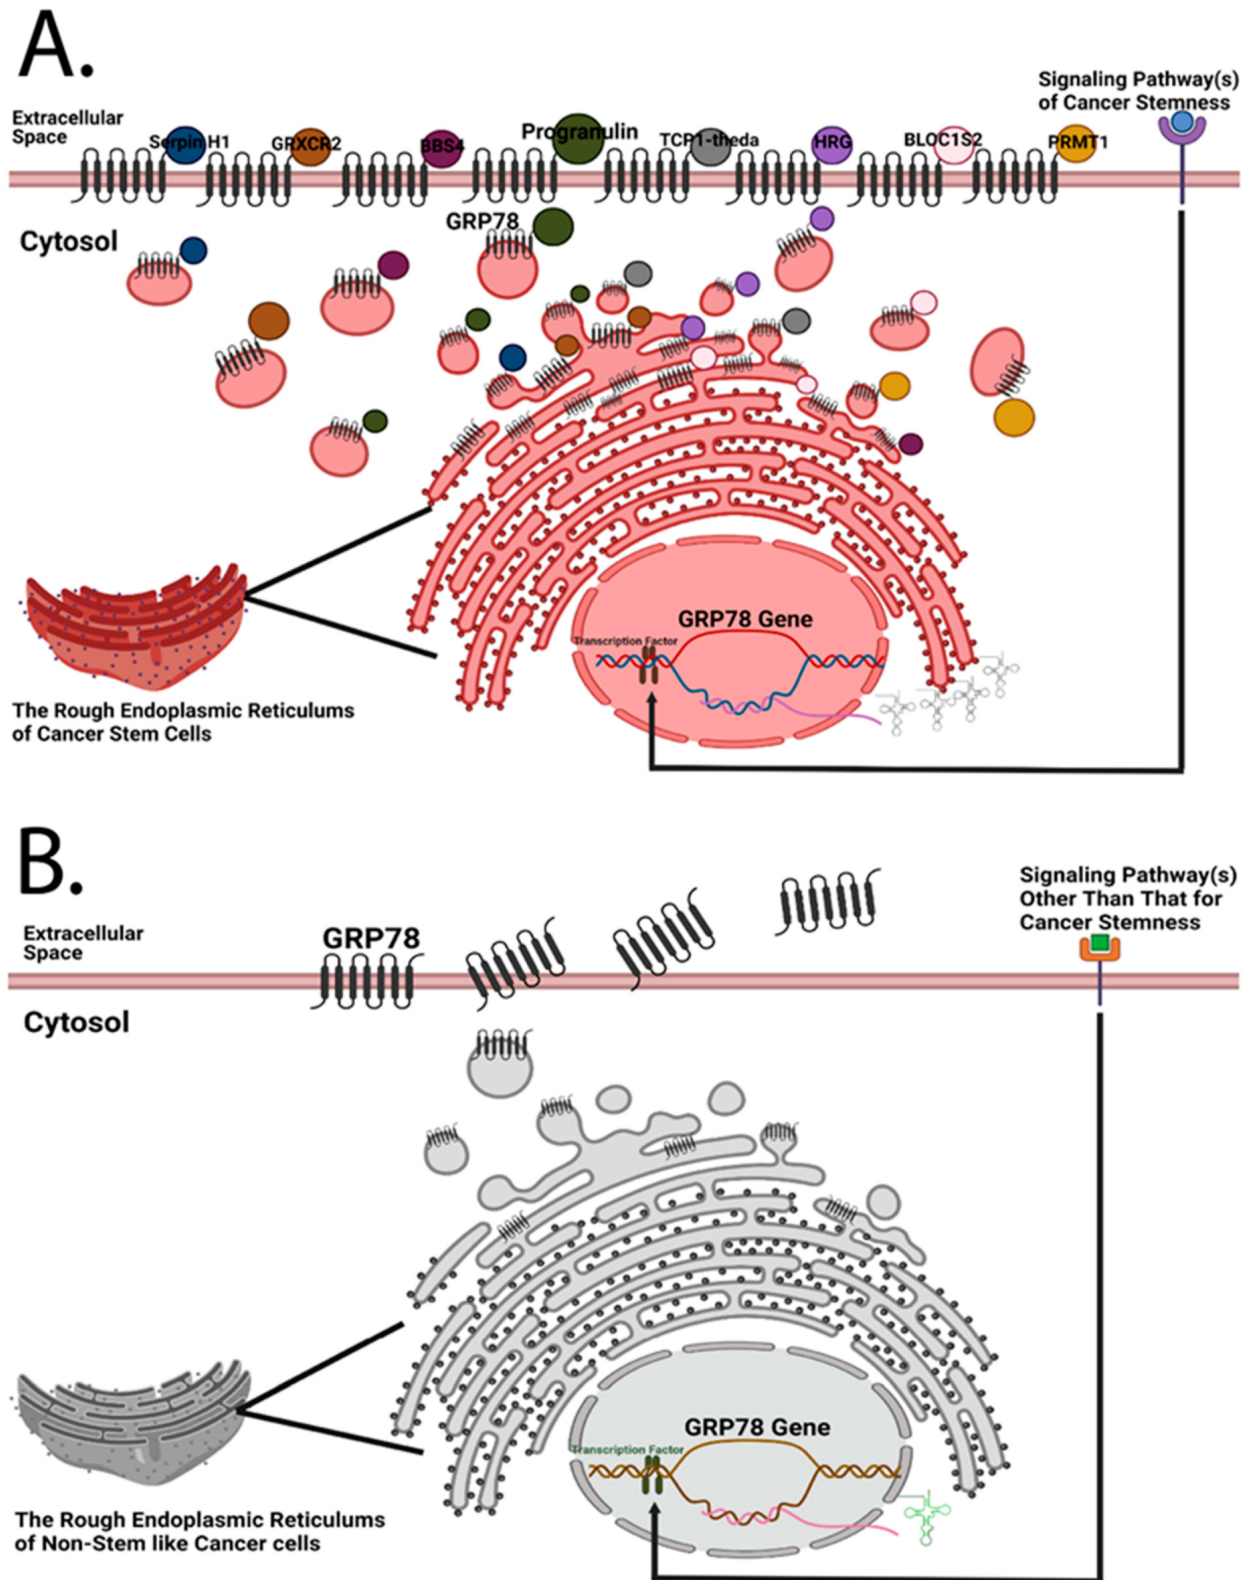 A.
Signaling Pathway(s)
of Cancer Stemness
Extracellular
Space
Serpin H1
GRXCR2
BBS4
Progranulin
TCP1-theda
HRG
BLOC1S2
PRMT1
Cytosol
GRP78
GRP78 Gene
Transcription Factor
The Rough Endoplasmic Reticulums
of Cancer Stem Cells
B.
Signaling Pathway(s)
Other Than That for
Cancer Stemness
Extracellular
Space
GRP78
Cytosol
GRP78 Gene
Transcription Factor
The Rough Endoplasmic Reticulums
of Non-Stem like Cancer cells